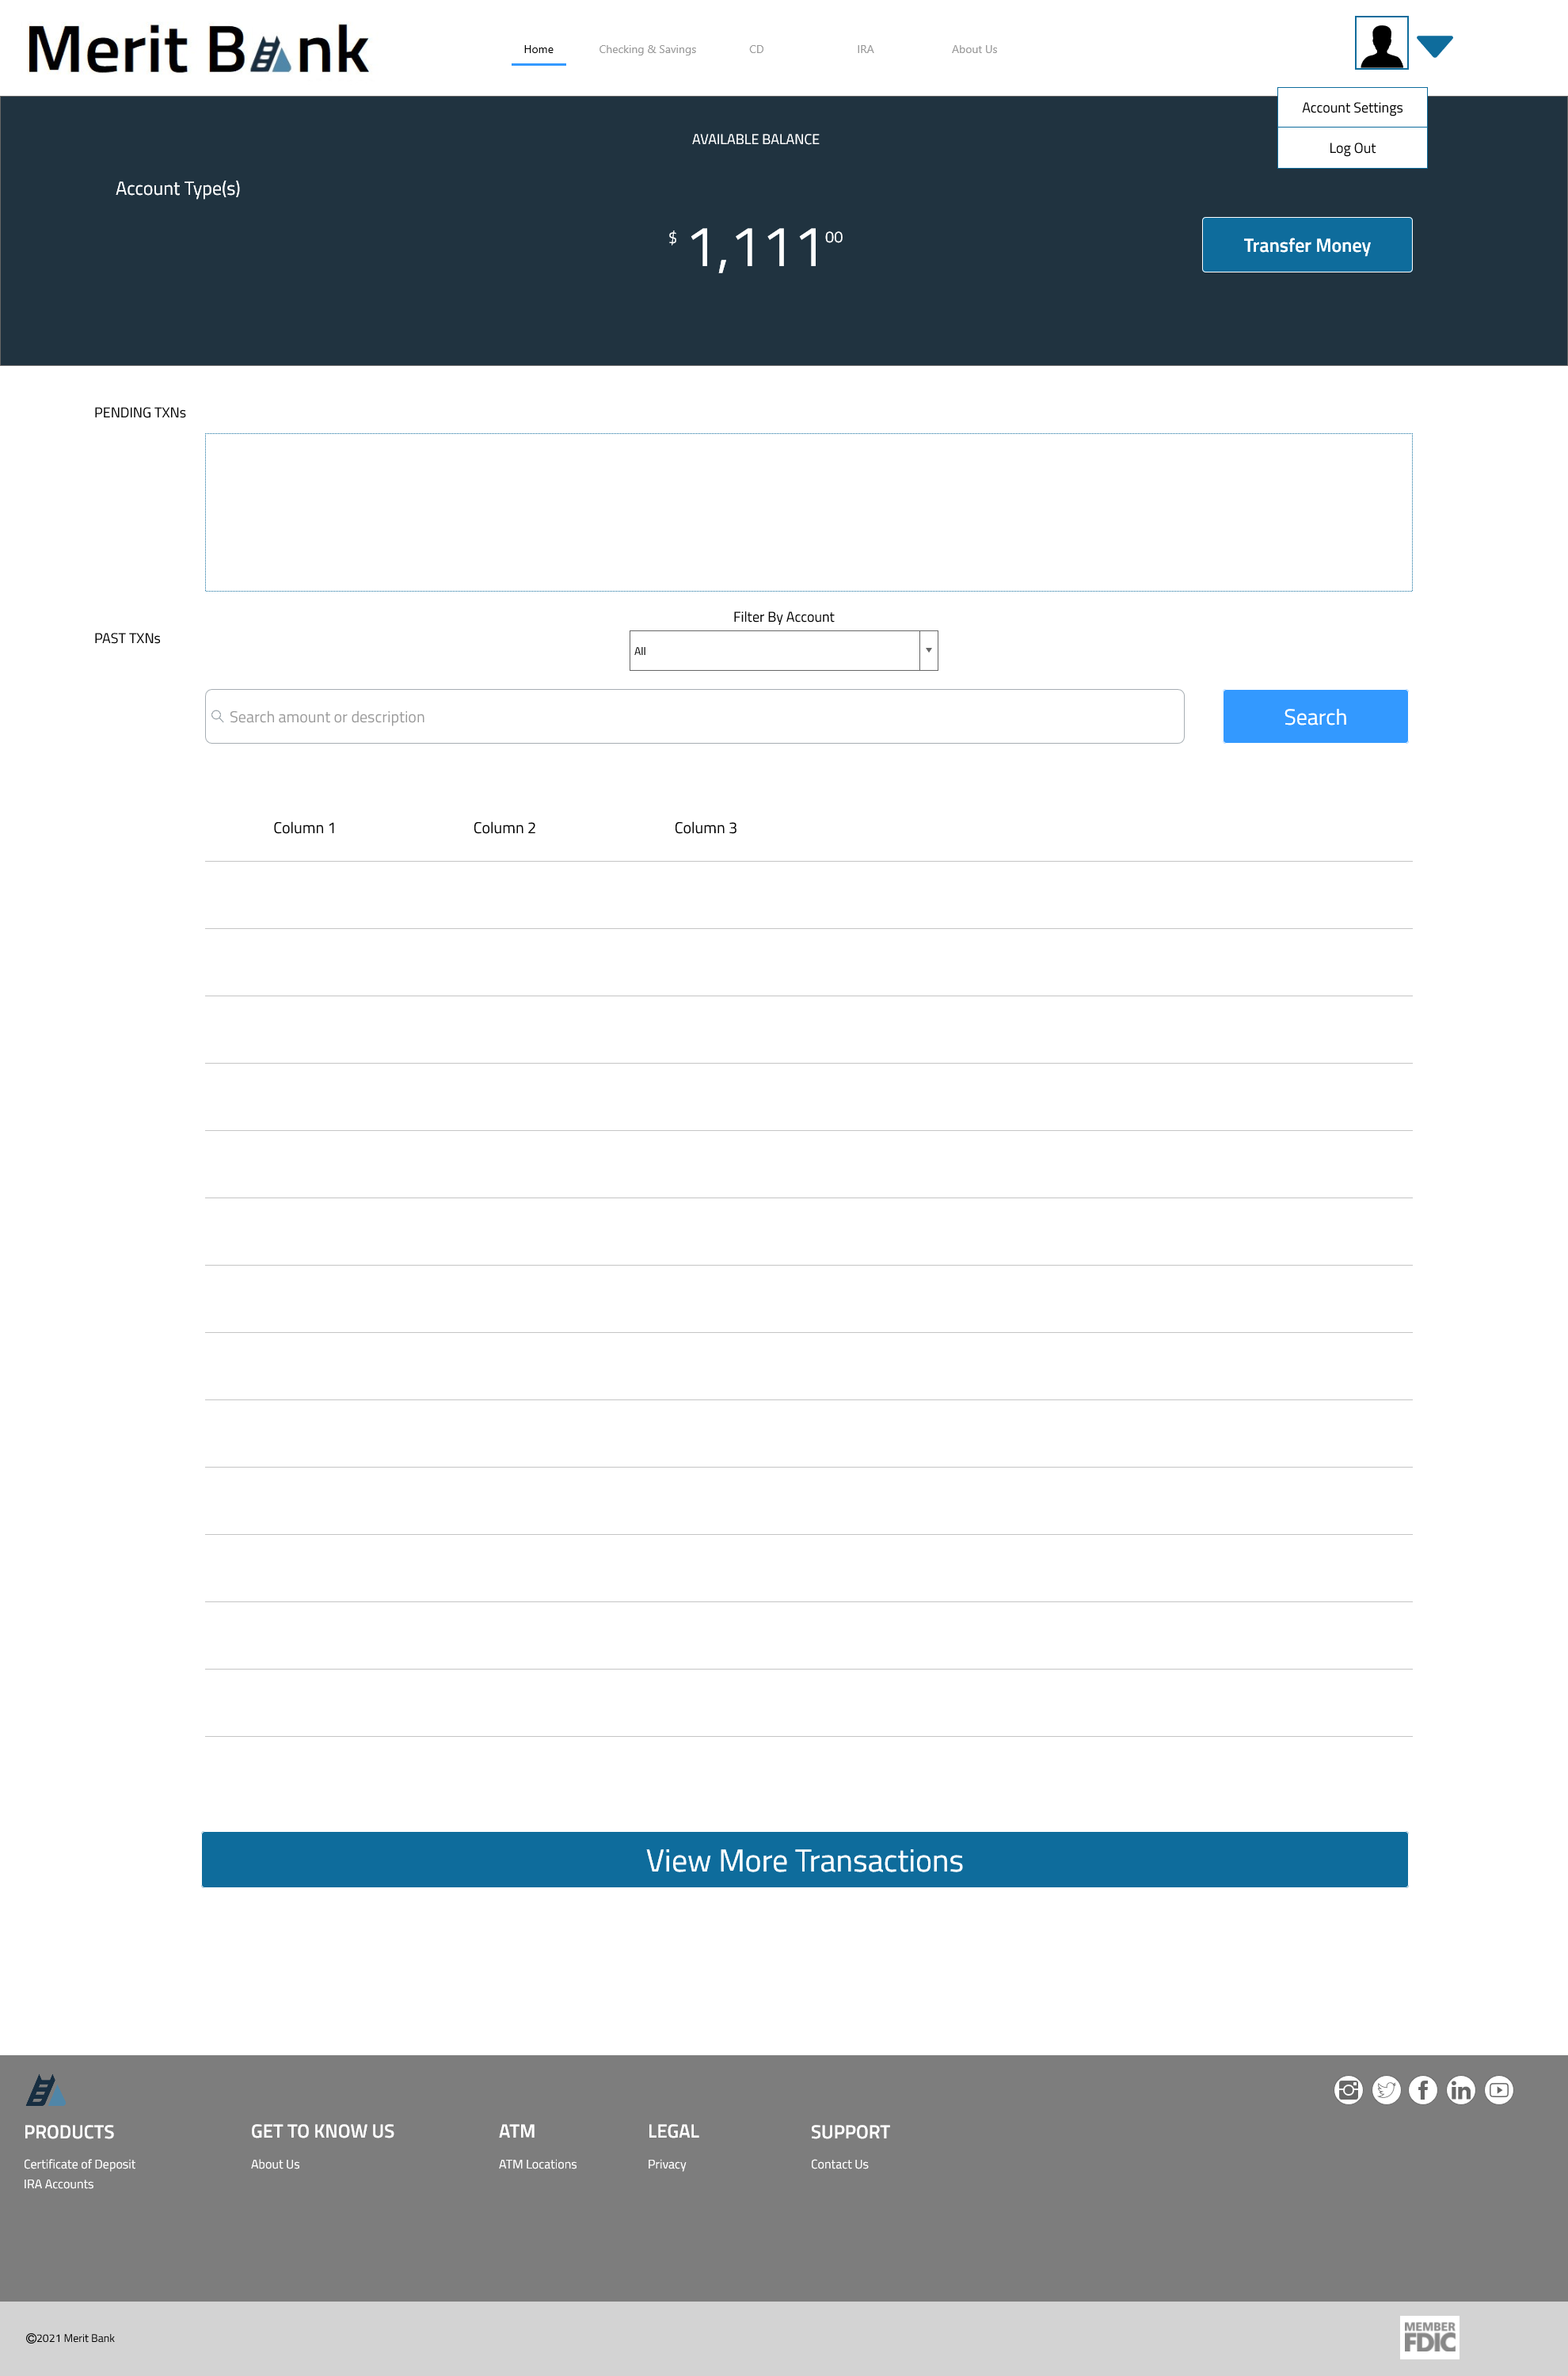 Merit Bank
Home
Checking & Savings
CD
IRA
About Us
Account Settings
Log Out
AVAILABLE BALANCE
Account Type(s)
$ 1,111 00
Transfer Money
PENDING TXNs
Filter By Account
PAST TXNs
All
Search amount or description
Search
Column 1
Column 2
Column 3
View More Transactions
PRODUCTS
Certificate of Deposit
IRA Accounts
GET TO KNOW US
About Us
ATM
ATM Locations
LEGAL
Privacy
SUPPORT
Contact Us
©2021 Merit Bank
MEMBER
FDIC